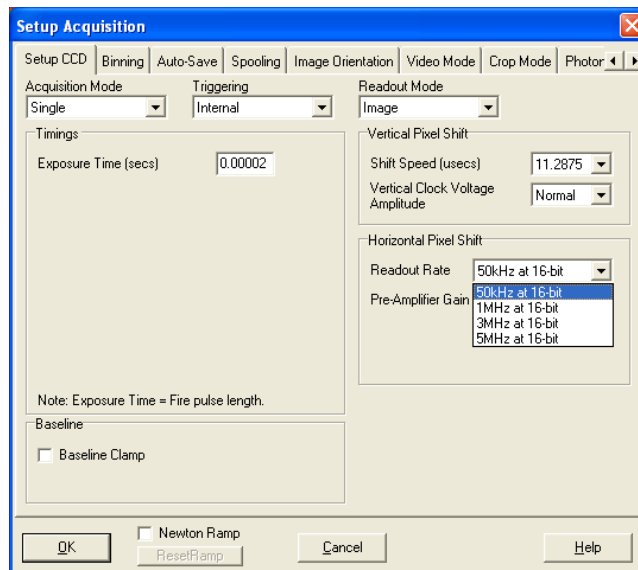 Setup Acquisition
Setup CCD Binning Auto-Save Spooling Image Orientation Video Mode Crop Mode Photor
Acquisition Mode Triggering Readout Mode
Single Internal Image
Timings
Exposure Time (secs) 0.00002
Note: Exposure Time = Fire pulse length.
Baseline
Baseline Clamp
Vertical Pixel Shift
Shift Speed (usecs) 11.2875
Vertical Clock Voltage
Amplitude
Normal
Horizontal Pixel Shift
Readout Rate 50kHz at 16-bit
Pre-Amplifier Gain
50kHz at 16-bit
1MHz at 16-bit
3MHz at 16-bit
5MHz at 16-bit
OK Newton Ramp
ResetRamp
Cancel Help